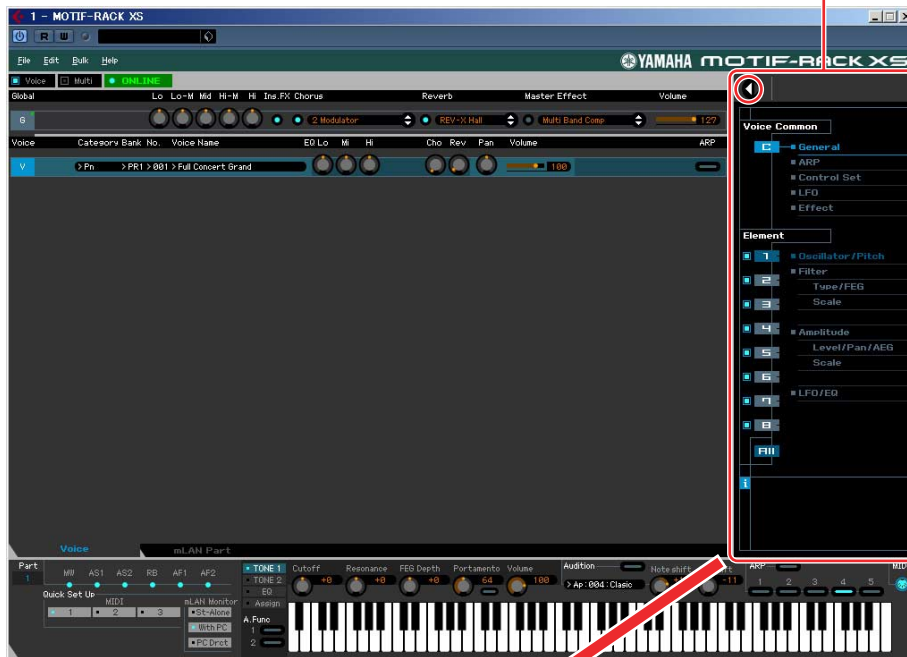 1 - MOTIF-RACK XS
R W
File Edit Bulk Help
YAMAHA MOTIF-RACK XS
Voice Multi ONLINE
Global Lo Lo-M Mid Hi-M Hi Ins.FX Chorus Reverb Master Effect Volume
G 2 Modulator REV-X Hall Multi Band Comp 127
Voice Category Bank No. Voice Name EQ Lo Mi Hi Cho Rev Pan Volume ARP
V > Pn > PR1 > 001 > Full Concert Grand 100
Voice Common
C General
ARP
Control Set
LFO
Effect
Element
1 Oscillator/Pitch
2 Filter
Type/FEG
3 Scale
4 Amplitude
5 Level/Pan/AEG
Scale
6
7 LFO/EQ
8
All
i
Voice mLAN Part
Part MW AS1 AS2 RB AF1 AF2 TONE 1 Cutoff Resonance FEG Depth Portamento Volume Audition Note shift ARP MID
1 TONE 2 +0 +0 +0 64 100 > Ap:004:Clasic -11 1 2 3 4 5
Quick Set Up EQ
MIDI mLAN Monitor Assign
1 2 3 St-Alone A.Func
With PC 1
PC Drct 2